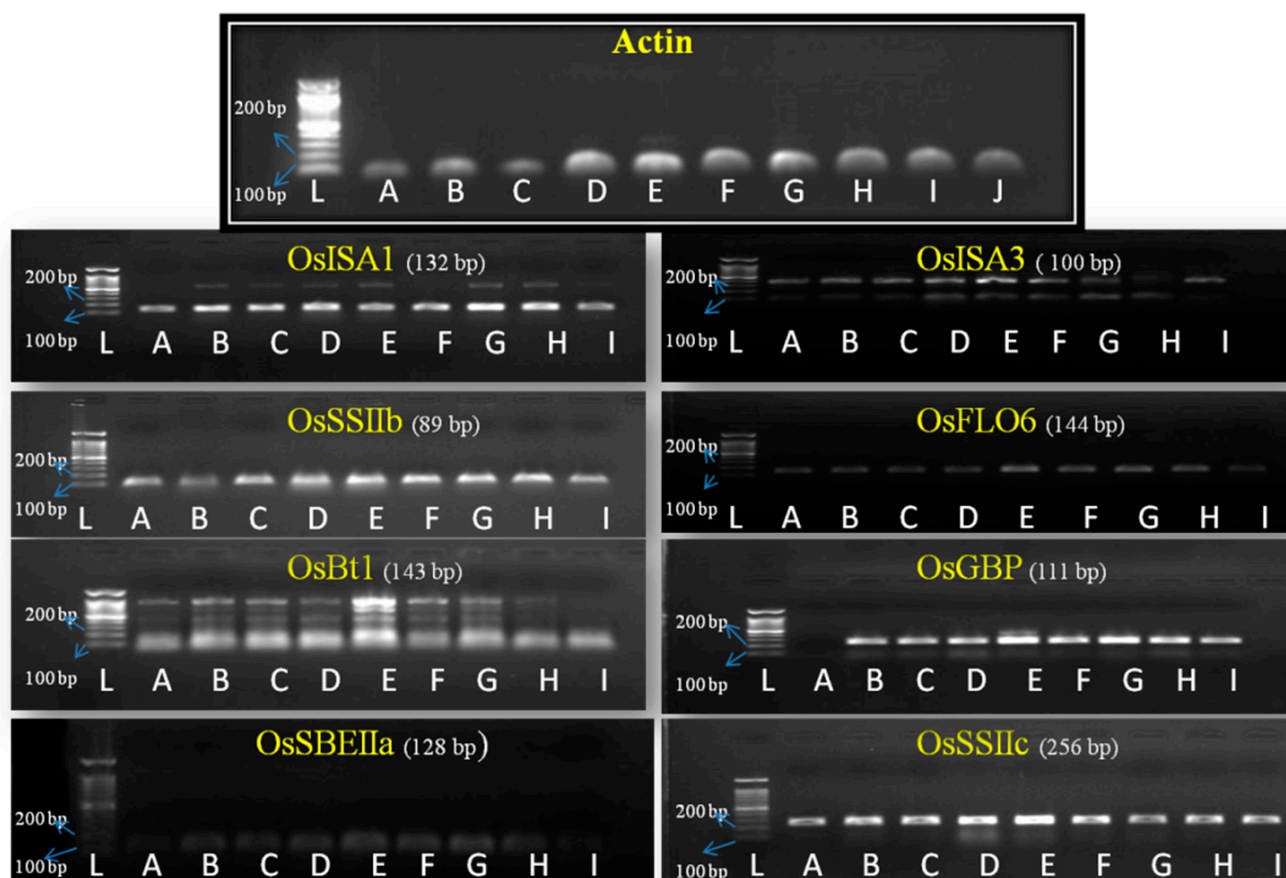 Actin
200 bp
100 bp
L A B C D E F G H I J
OsISA1 (132 bp)
200 bp
100 bp
L A B C D E F G H I
OsISA3 ( 100 bp)
200 bp
100 bp
L A B C D E F G H I
OsSSIIb (89 bp)
200 bp
100 bp
L A B C D E F G H I
OsFLO6 (144 bp)
200 bp
100 bp
L A B C D E F G H I
OsBt1 (143 bp)
200 bp
100 bp
L A B C D E F G H I
OsGBP (111 bp)
200 bp
100 bp
L A B C D E F G H I
OsSBEIIa (128 bp)
200 bp
100 bp
L A B C D E F G H I
OsSSIIc (256 bp)
200 bp
100 bp
L A B C D E F G H I